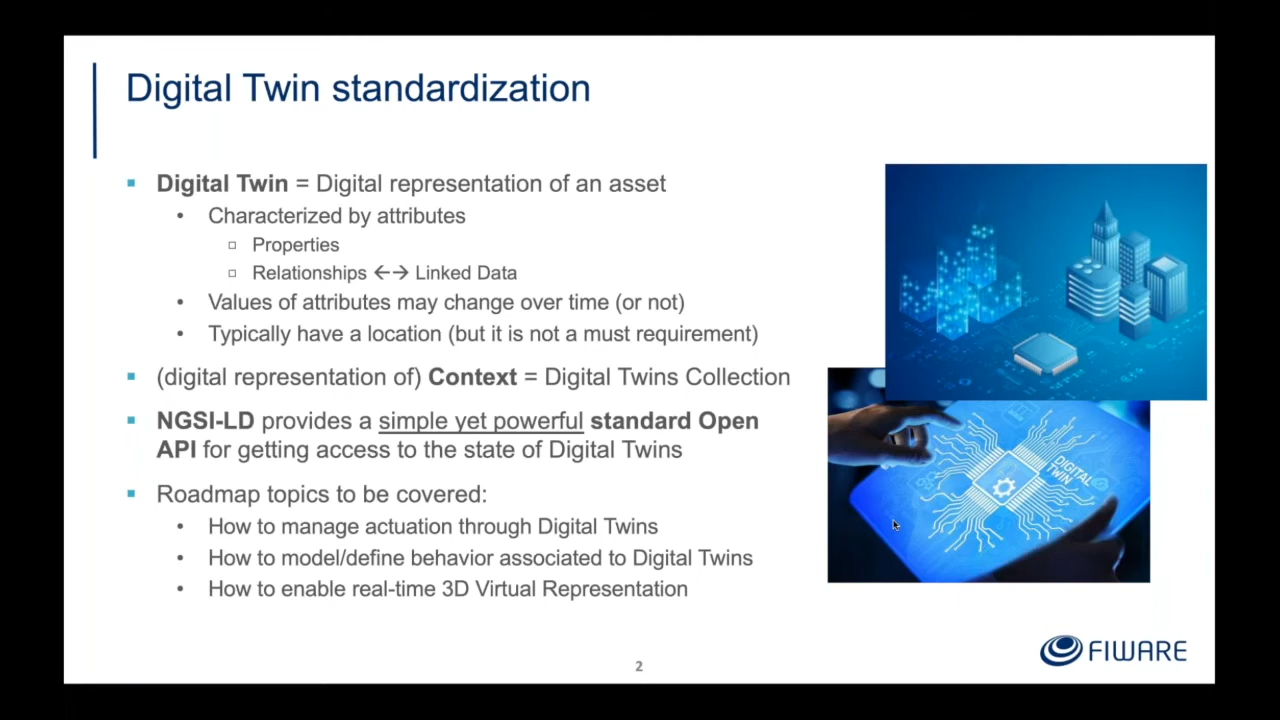 Digital Twin standardization
▪ Digital Twin = Digital representation of an asset
• Characterized by attributes
▫ Properties
▫ Relationships ←→ Linked Data
• Values of attributes may change over time (or not)
• Typically have a location (but it is not a must requirement)
▪ (digital representation of) Context = Digital Twins Collection
▪ NGSI-LD provides a simple yet powerful standard Open
API for getting access to the state of Digital Twins
▪ Roadmap topics to be covered:
• How to manage actuation through Digital Twins
• How to model/define behavior associated to Digital Twins
• How to enable real-time 3D Virtual Representation
DIGITAL
TWIN
2
FIWARE